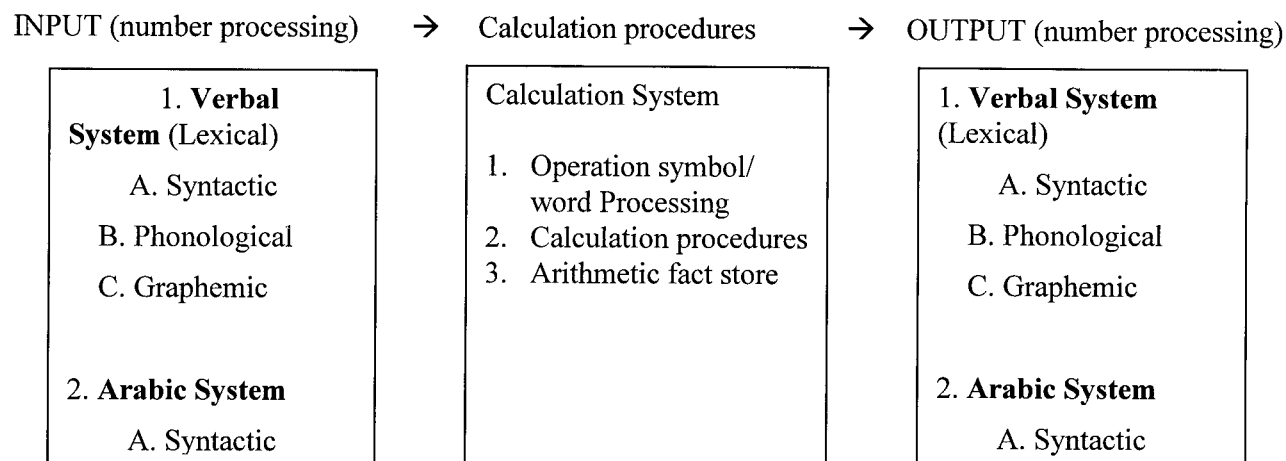 INPUT (number processing) → Calculation procedures → OUTPUT (number processing)
1. Verbal
System (Lexical)
A. Syntactic
B. Phonological
C. Graphemic
2. Arabic System
A. Syntactic
Calculation System
1. Operation symbol/
word Processing
2. Calculation procedures
3. Arithmetic fact store
1. Verbal System
(Lexical)
A. Syntactic
B. Phonological
C. Graphemic
2. Arabic System
A. Syntactic